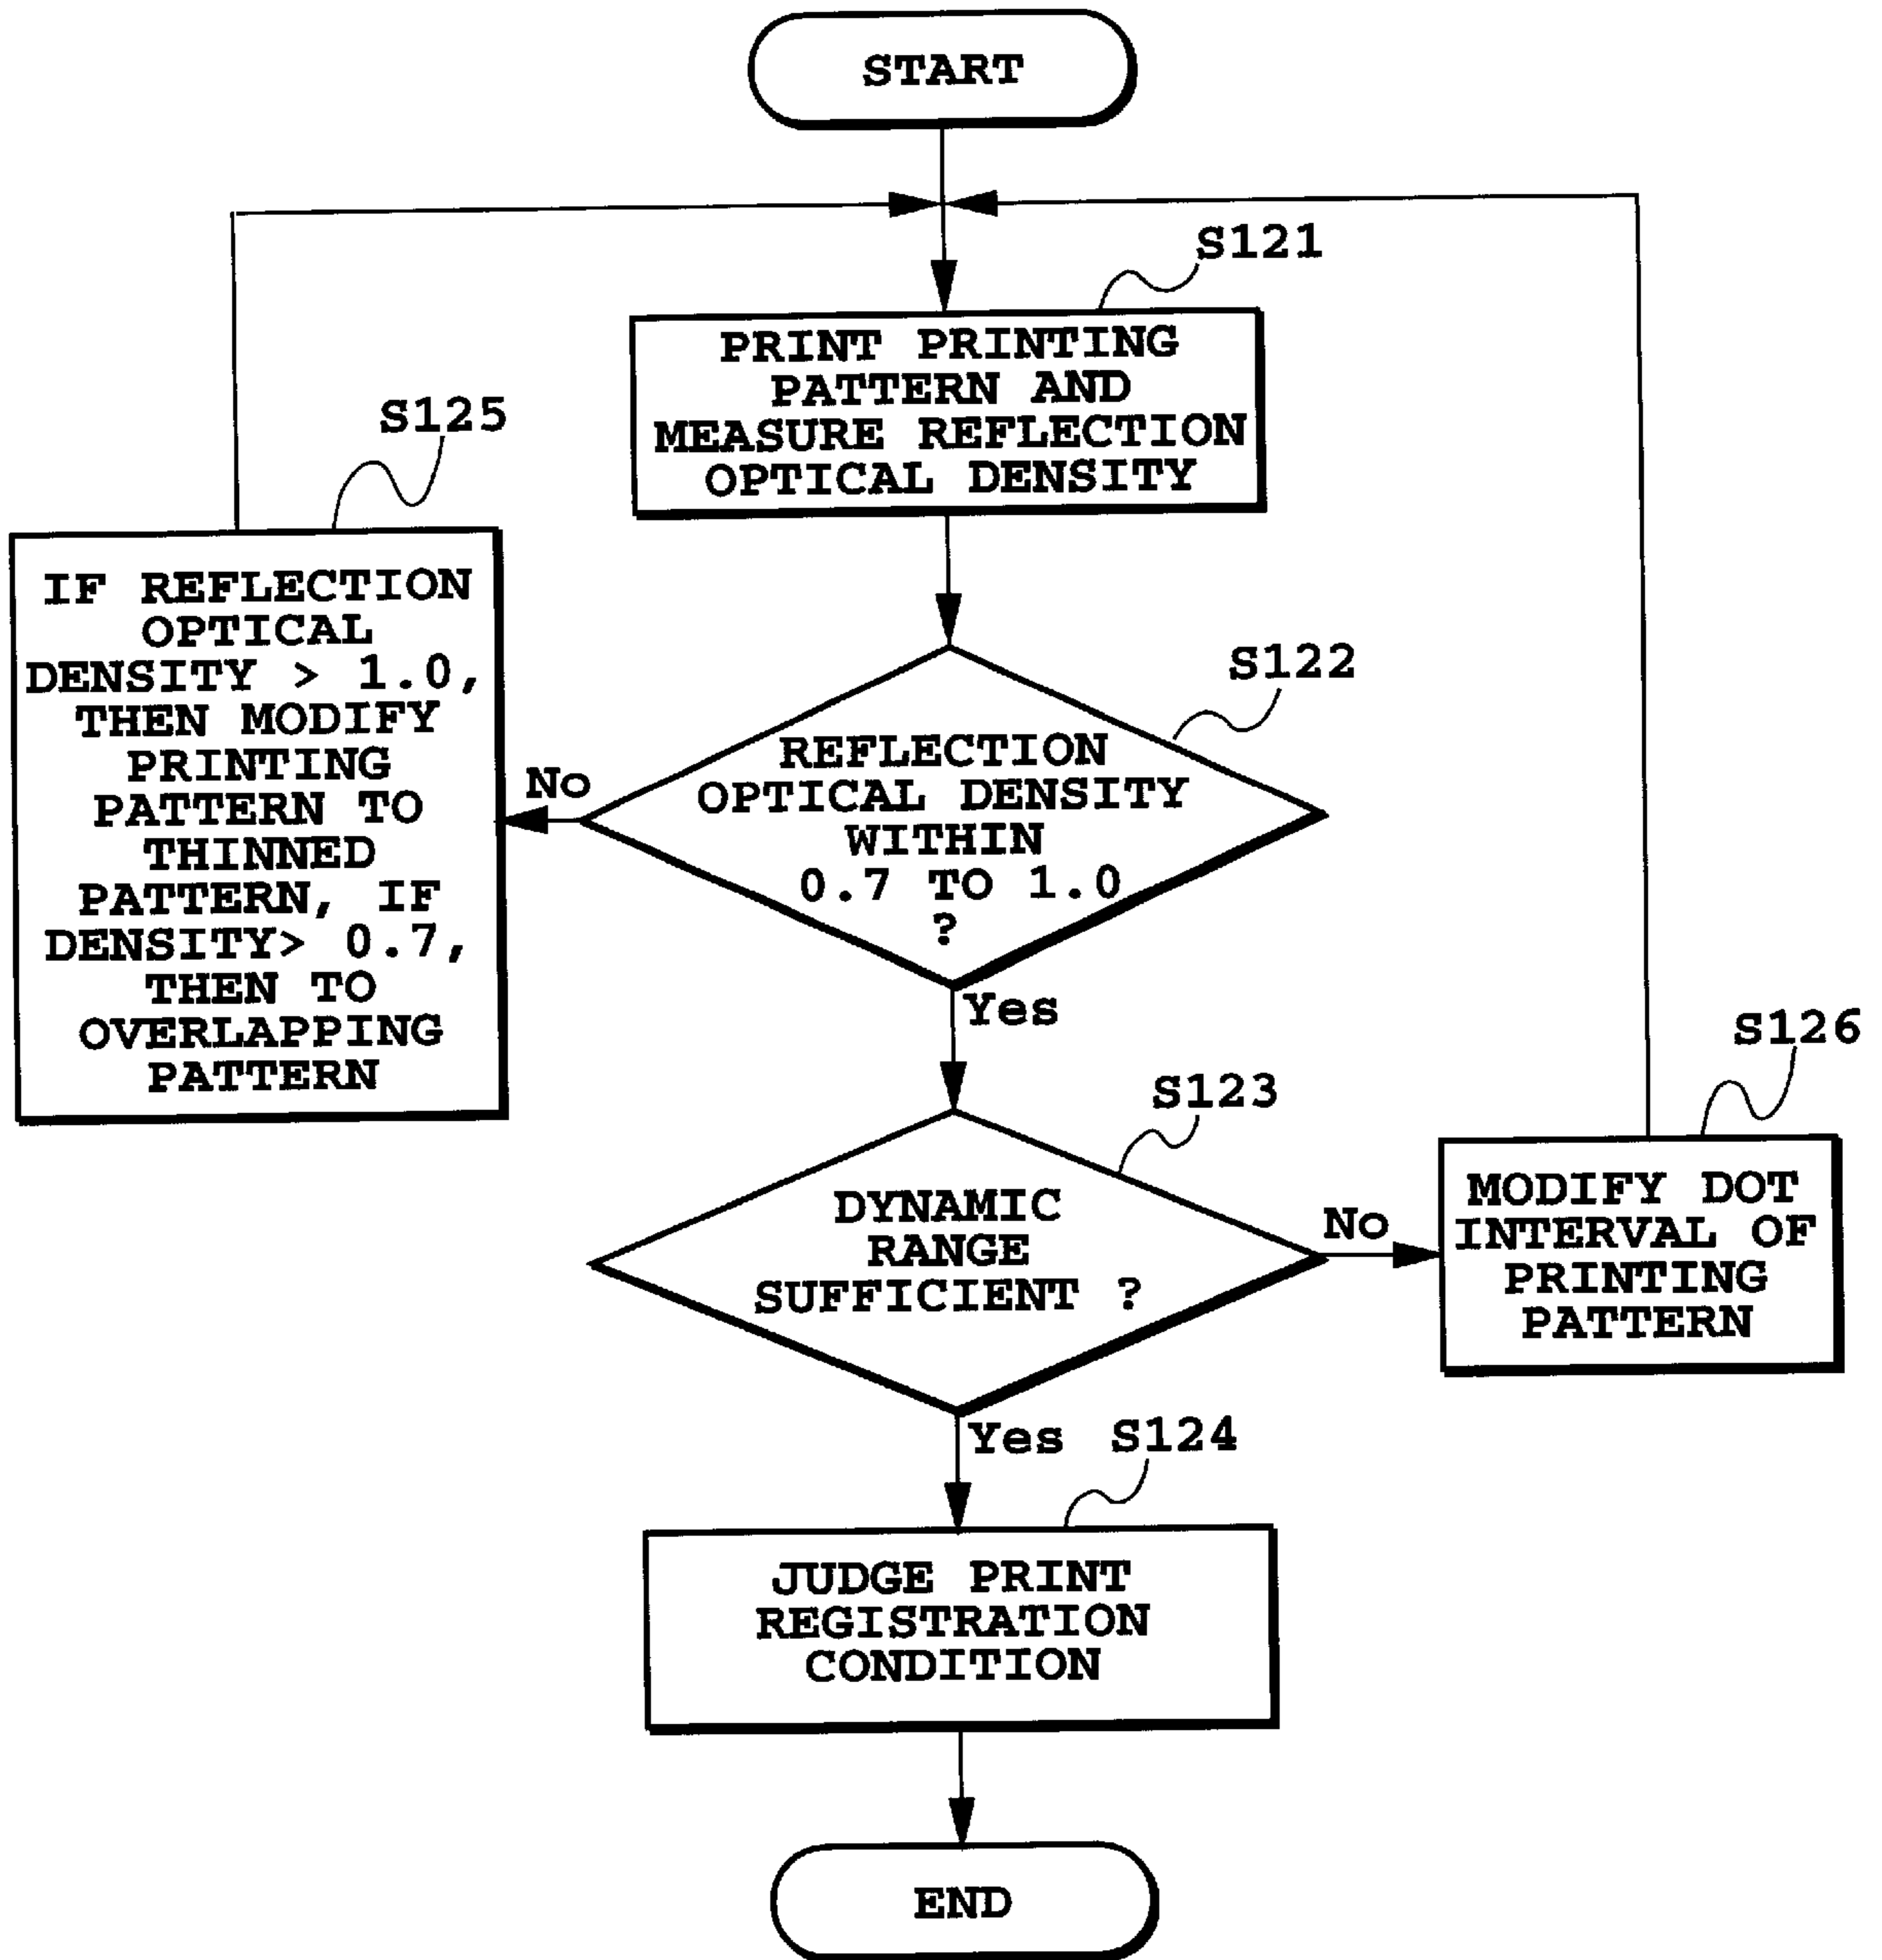 START
S121
PRINT PRINTING
PATTERN AND
MEASURE REFLECTION
OPTICAL DENSITY
S125
IF REFLECTION
OPTICAL
DENSITY > 1.0,
THEN MODIFY
PRINTING
PATTERN TO
THINNED
PATTERN, IF
DENSITY> 0.7,
THEN TO
OVERLAPPING
PATTERN
S122
REFLECTION
OPTICAL DENSITY
WITHIN
0.7 TO 1.0
?
No
Yes
S123
DYNAMIC
RANGE
SUFFICIENT ?
No
S126
MODIFY DOT
INTERVAL OF
PRINTING
PATTERN
Yes
S124
JUDGE PRINT
REGISTRATION
CONDITION
END